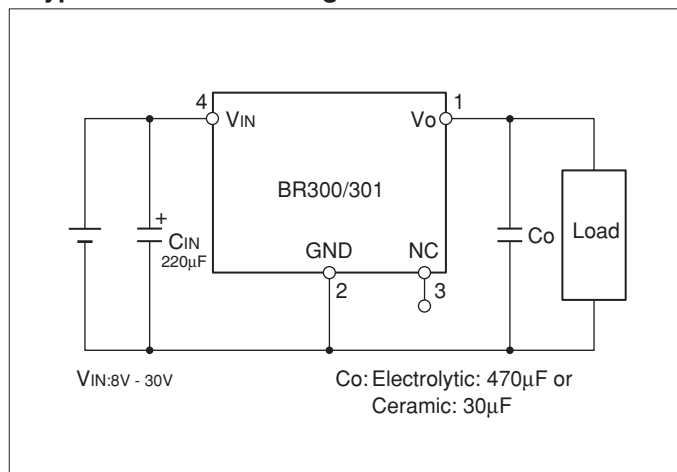 4
VIN
Vo
1
BR300/301
+
CIN
220µF
GND
NC
2
3
Co
Load
VIN:8V - 30V
Co: Electrolytic: 470µF or
Ceramic: 30µF